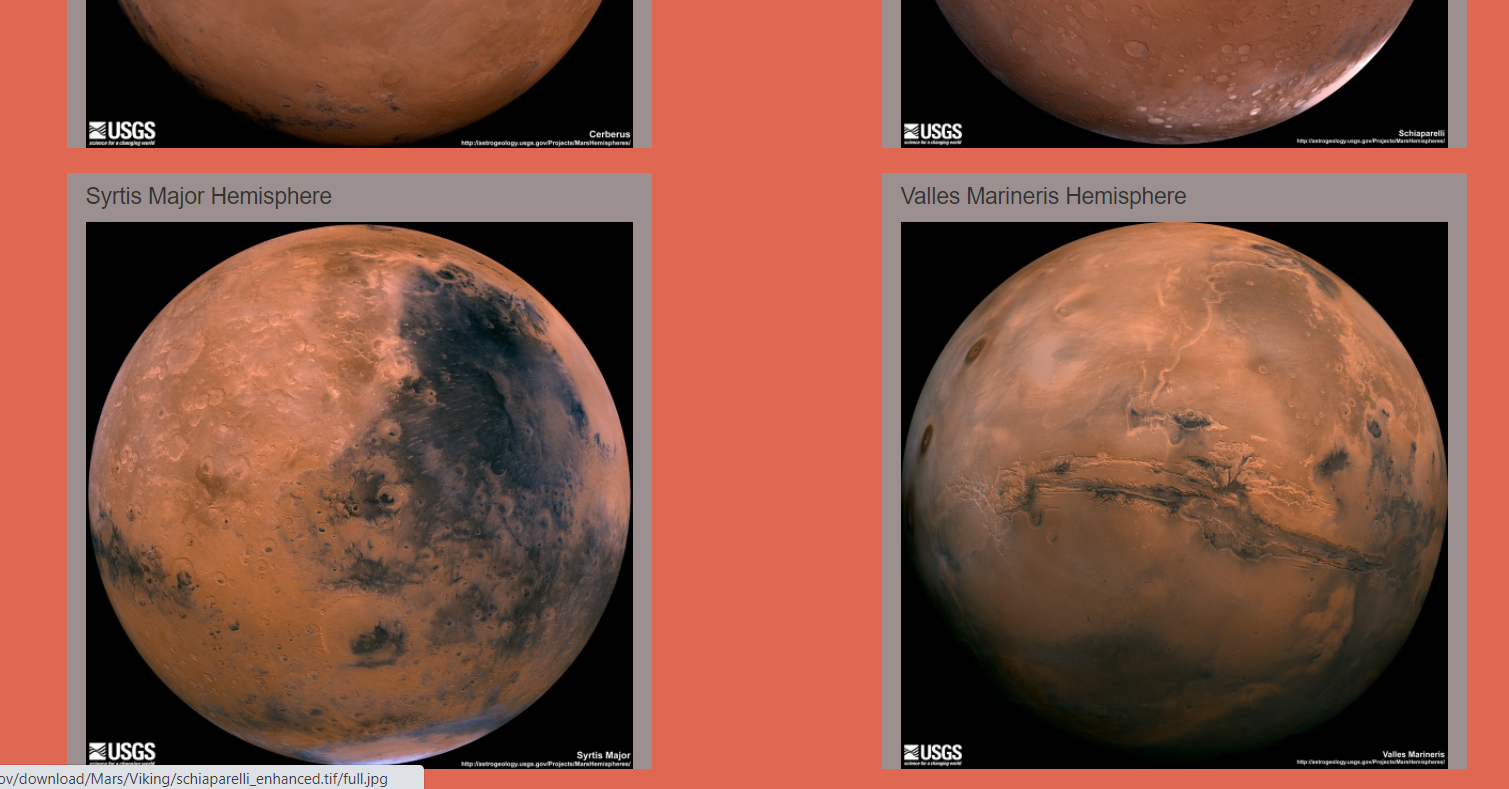 USGS
science for a changing world
Cerberus
http://astrogeology.usgs.gov/Projects/MarsHemispheres/
USGS
science for a changing world
Schiaparelli
http://astrogeology.usgs.gov/Projects/MarsHemispheres/
Syrtis Major Hemisphere
Valles Marineris Hemisphere
USGS
science for a changing world
Syrtis Major
http://astrogeology.usgs.gov/Projects/MarsHemispheres/
USGS
science for a changing world
Valles Marineris
http://astrogeology.usgs.gov/Projects/MarsHemispheres/
ov/download/Mars/Viking/schiaparelli_enhanced.tif/full.jpg